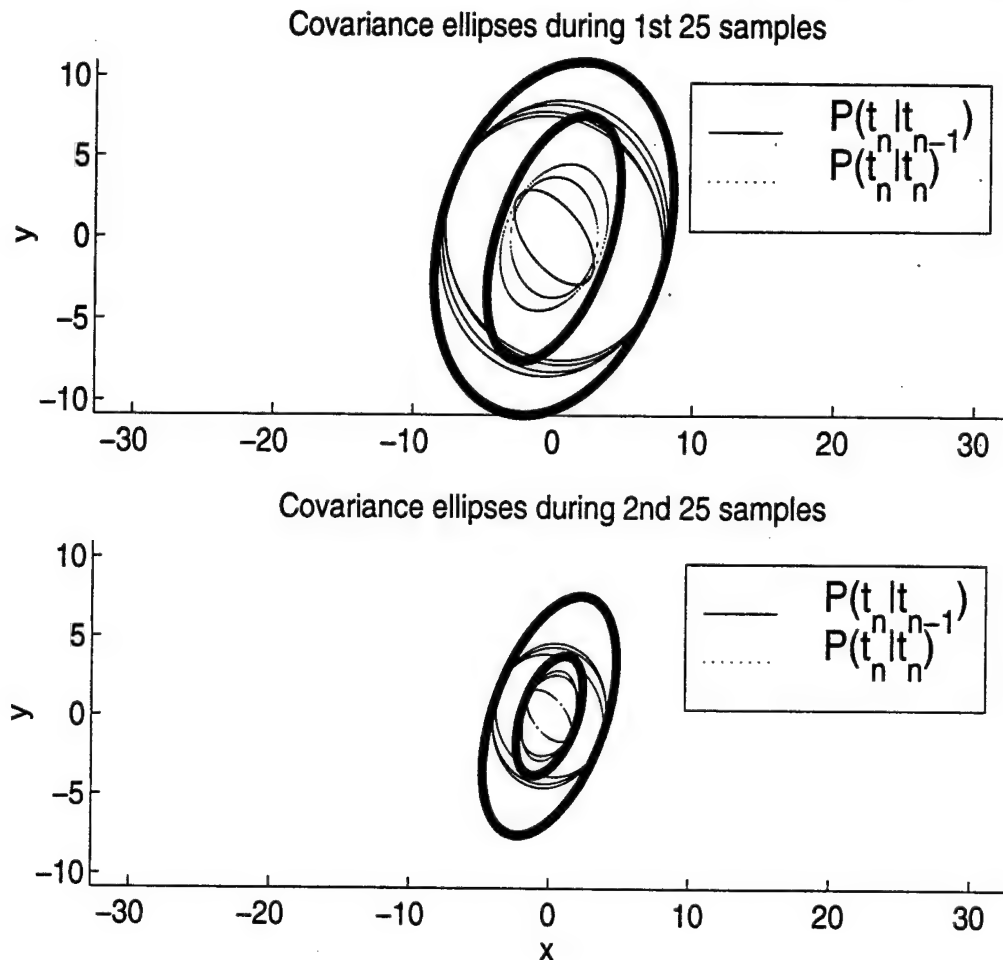 Covariance ellipses during 1st 25 samples
10
5
0
−5
−10
y
−30
−20
−10
0
10
20
30
P(t_n|t_{n−1})
P(t_n|t_n)
Covariance ellipses during 2nd 25 samples
10
5
0
−5
−10
y
−30
−20
−10
0
10
20
30
x
P(t_n|t_{n−1})
P(t_n|t_n)